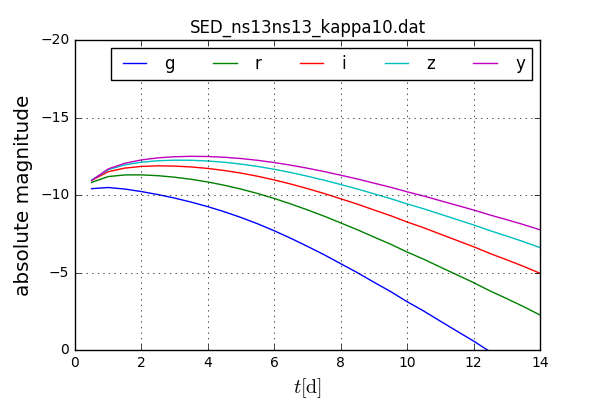 SED_ns13ns13_kappa10.dat
g r i z y
absolute magnitude
−20
−15
−10
−5
0
0 2 4 6 8 10 12 14
t[d]